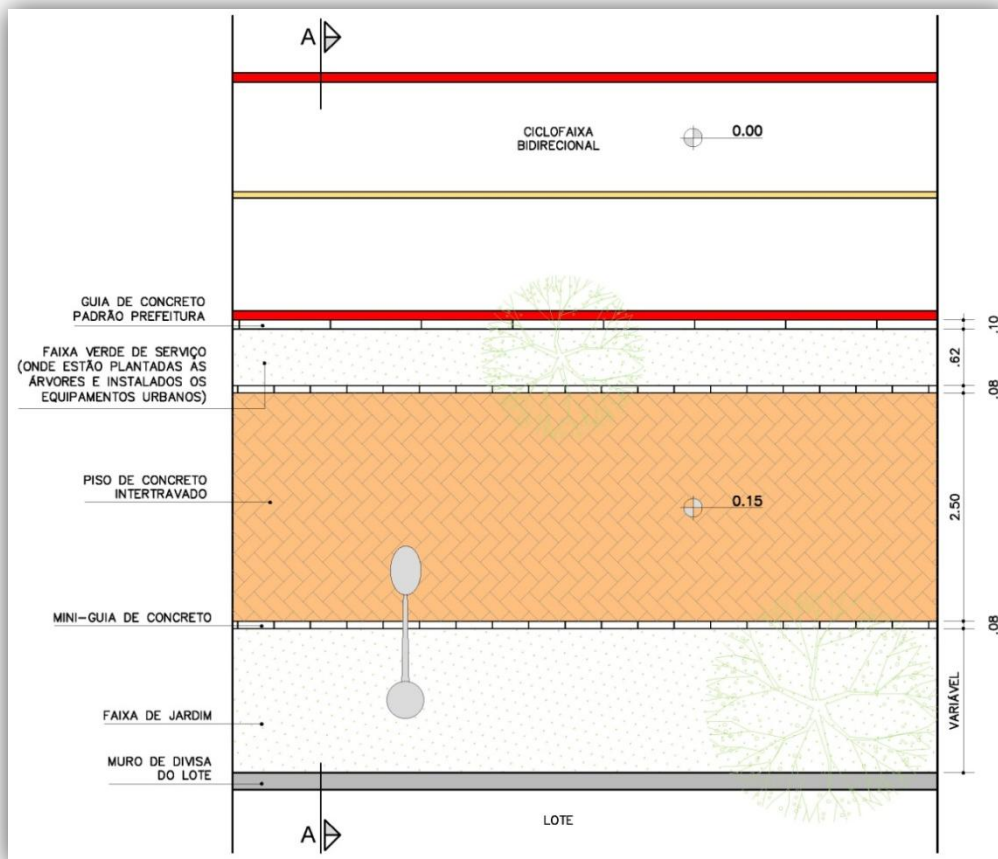 A
CICLOFAIXA
BIDIRECIONAL
0.00
GUIA DE CONCRETO
PADRÃO PREFEITURA
.10
FAIXA VERDE DE SERVIÇO
(ONDE ESTÃO PLANTADAS AS
ÁRVORES E INSTALADOS OS
EQUIPAMENTOS URBANOS)
.62
.08
PISO DE CONCRETO
INTERTRAVADO
0.15
2.50
MINI-GUIA DE CONCRETO
.08
FAIXA DE JARDIM
VARIÁVEL
MURO DE DIVISA
DO LOTE
A
LOTE